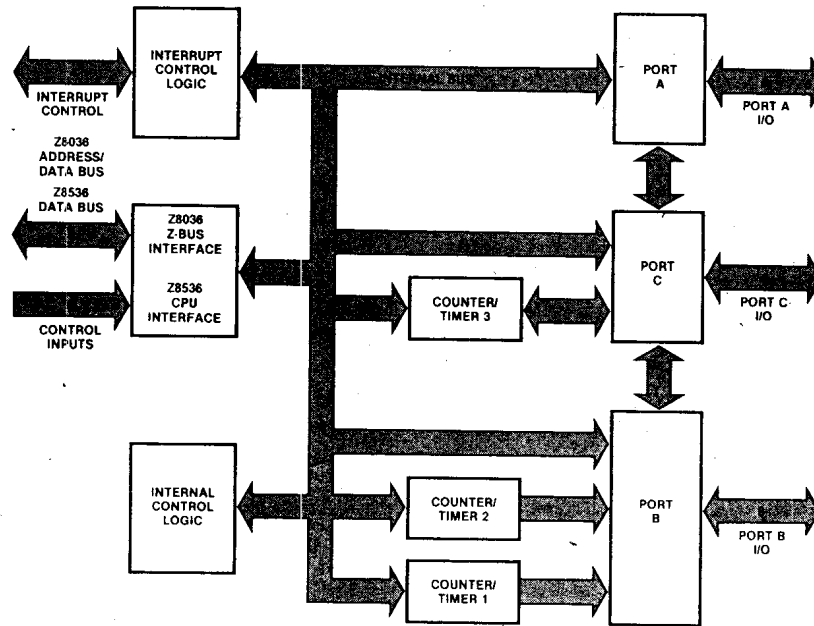 INTERRUPT
CONTROL
LOGIC
INTERRUPT
CONTROL
PORT
A
PORT A
I/O
Z8036
ADDRESS/
DATA BUS
Z8536
DATA BUS
Z8036
Z-BUS
INTERFACE
Z8536
CPU
INTERFACE
CONTROL
INPUTS
PORT
C
PORT C
I/O
COUNTER/
TIMER 3
INTERNAL
CONTROL
LOGIC
COUNTER/
TIMER 2
PORT
B
PORT B
I/O
COUNTER/
TIMER 1